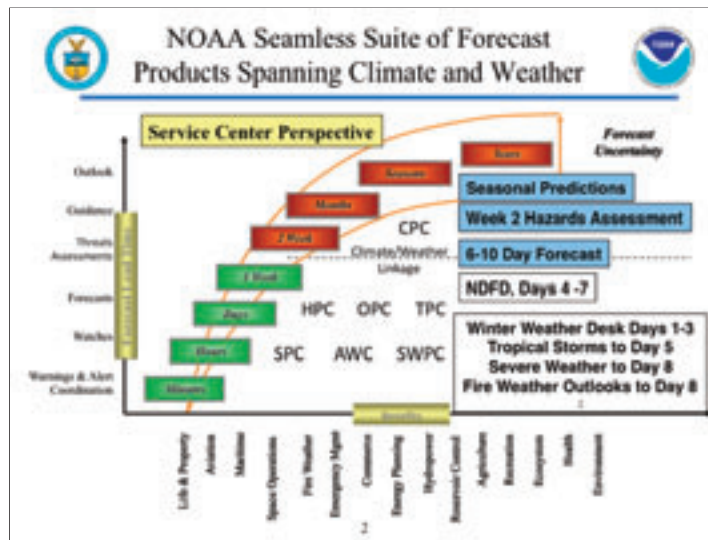 NOAA Seamless Suite of Forecast
Products Spanning Climate and Weather
Service Center Perspective
Forecast
Uncertainty
Outlook
Guidance
Threats
Assessments
Forecasts
Watches
Warnings & Alert
Coordination
Forecast Lead Time
Years
Seasons
Months
2 Week
1 Week
Days
Hours
Minutes
CPC
Climate/Weather
Linkage
HPC OPC TPC
SPC AWC SWPC
Seasonal Predictions
Week 2 Hazards Assessment
6-10 Day Forecast
NDFD, Days 4 -7
Winter Weather Desk Days 1-3
Tropical Storms to Day 5
Severe Weather to Day 8
Fire Weather Outlooks to Day 8
Benefits
Life & Property
Aviation
Maritime
Space Operations
Fire Weather
Emergency Mgmt
Commerce
Energy Planning
Hydropower
Reservoir Control
Agriculture
Recreation
Ecosystem
Health
Environment
2